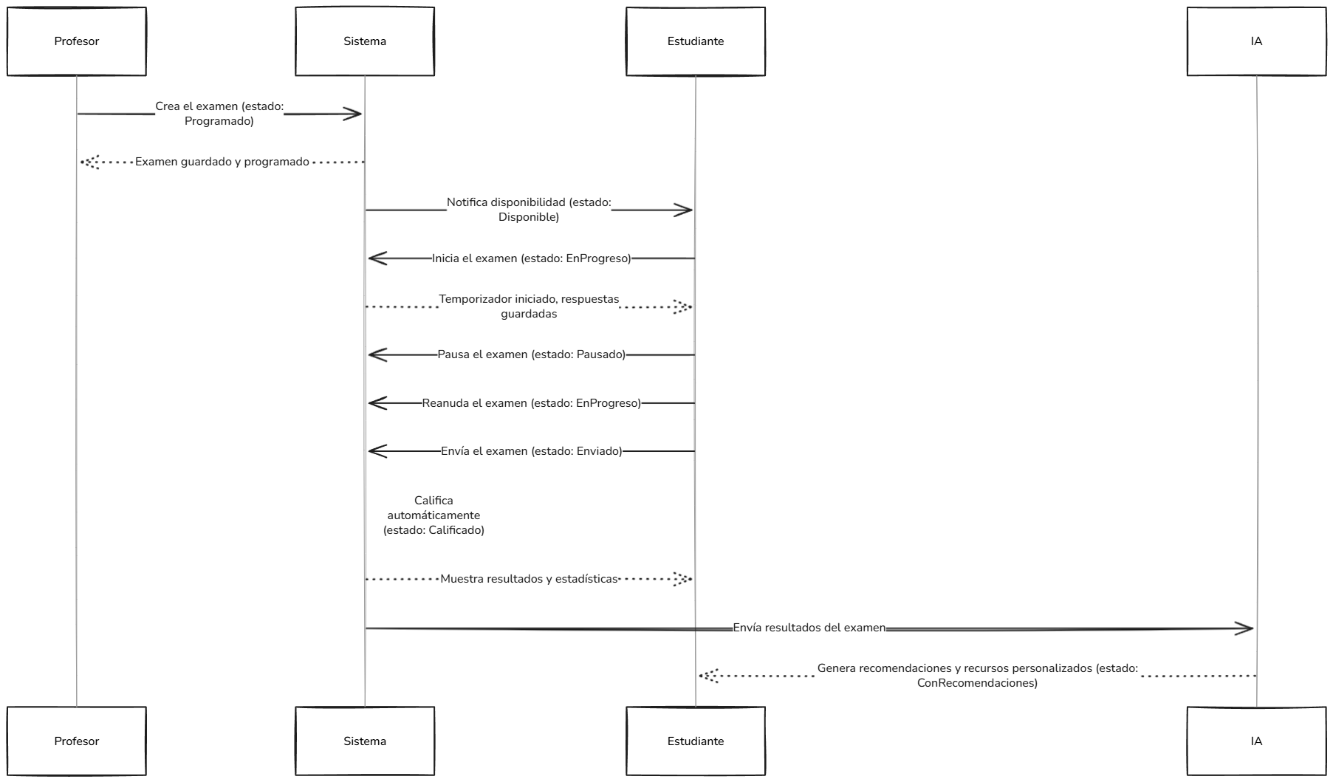 Profesor
Sistema
Estudiante
IA
Crea el examen (estado:
Programado)
Examen guardado y programado
Notifica disponibilidad (estado:
Disponible)
Inicia el examen (estado: EnProgreso)
Temporizador iniciado, respuestas
guardadas
Pausa el examen (estado: Pausado)
Reanuda el examen (estado: EnProgreso)
Envía el examen (estado: Enviado)
Califica
automáticamente
(estado: Calificado)
Muestra resultados y estadísticas
Envía resultados del examen
Genera recomendaciones y recursos personalizados (estado:
ConRecomendaciones)
Profesor
Sistema
Estudiante
IA